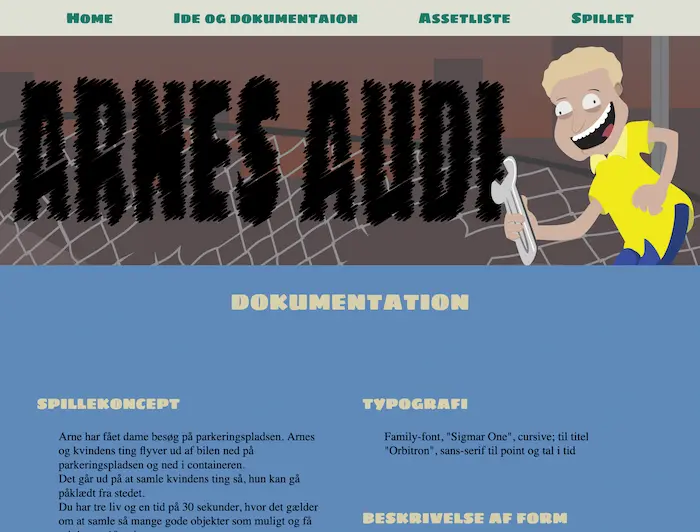 Home Ide og dokumentaion Assetliste Spillet
ARNES AUDI
DOKUMENTATION
SPILLEKONCEPT
Arne har fået dame besøg på parkeringspladsen. Arnes
og kvindens ting flyver ud af bilen ned på
parkeringspladsen og ned i containeren.
Det går ud på at samle kvindens ting så, hun kan gå
påklædt fra stedet.
Du har tre liv og en tid på 30 sekunder, hvor det gælder
om at samle så mange gode objekter som muligt og få
TYPOGRAFI
Family-font, "Sigmar One", cursive; til titel
"Orbitron", sans-serif til point og tal i tid
BESKRIVELSE AF FORM